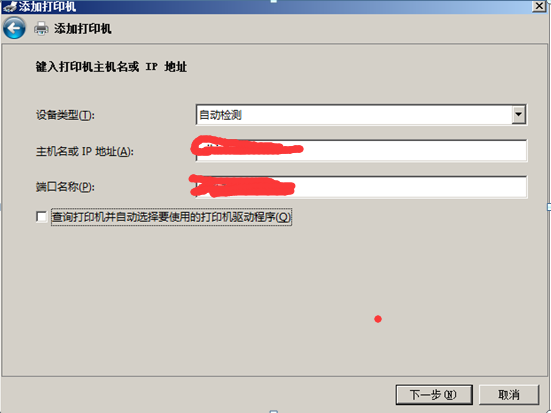 添加打印机
添加打印机
键入打印机主机名或 IP 地址
设备类型(T):
自动检测
主机名或 IP 地址(A):
端口名称(P):
查询打印机并自动选择要使用的打印机驱动程序(Q)
下一步(N)
取消